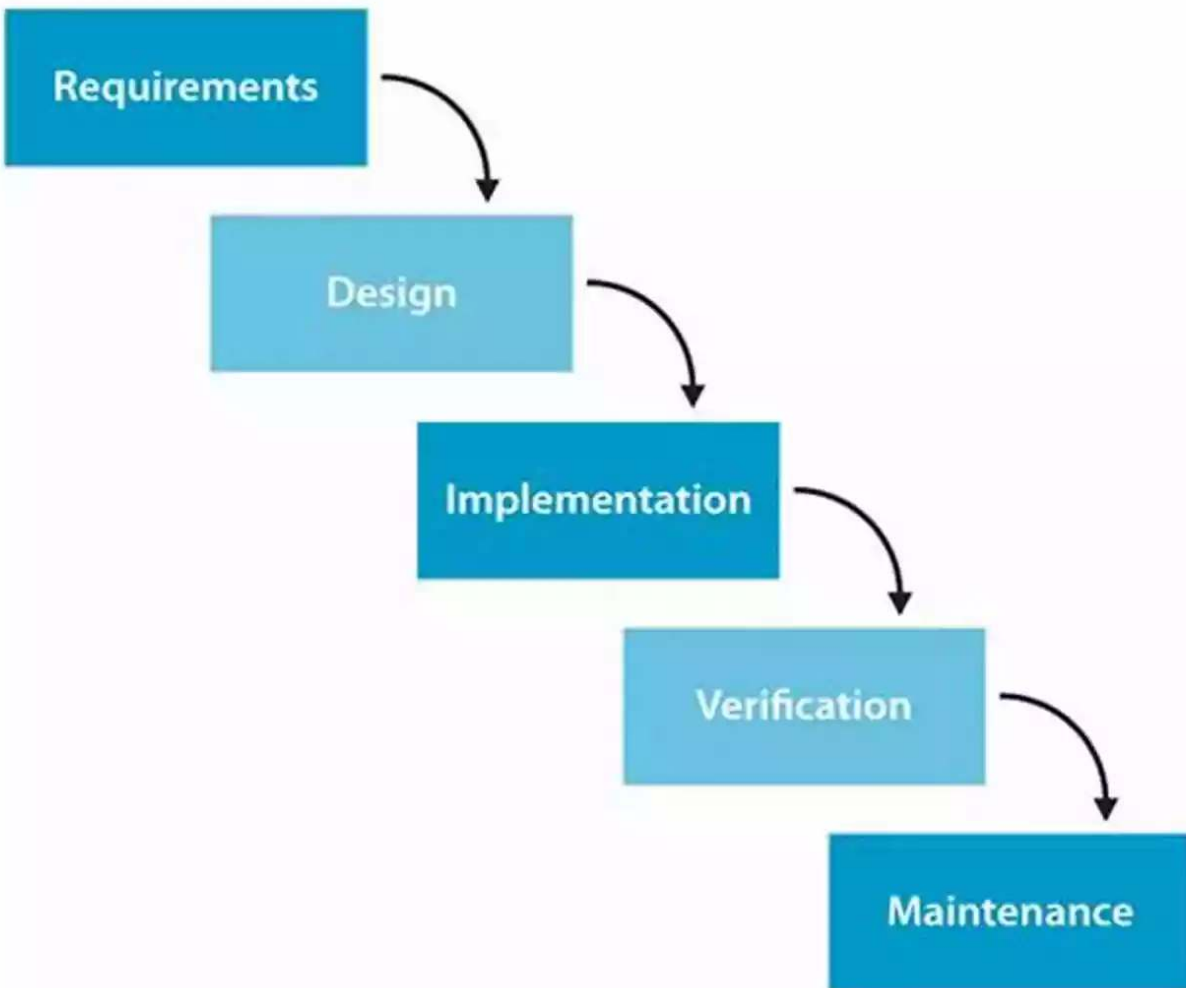 Requirements
Design
Implementation
Verification
Maintenance